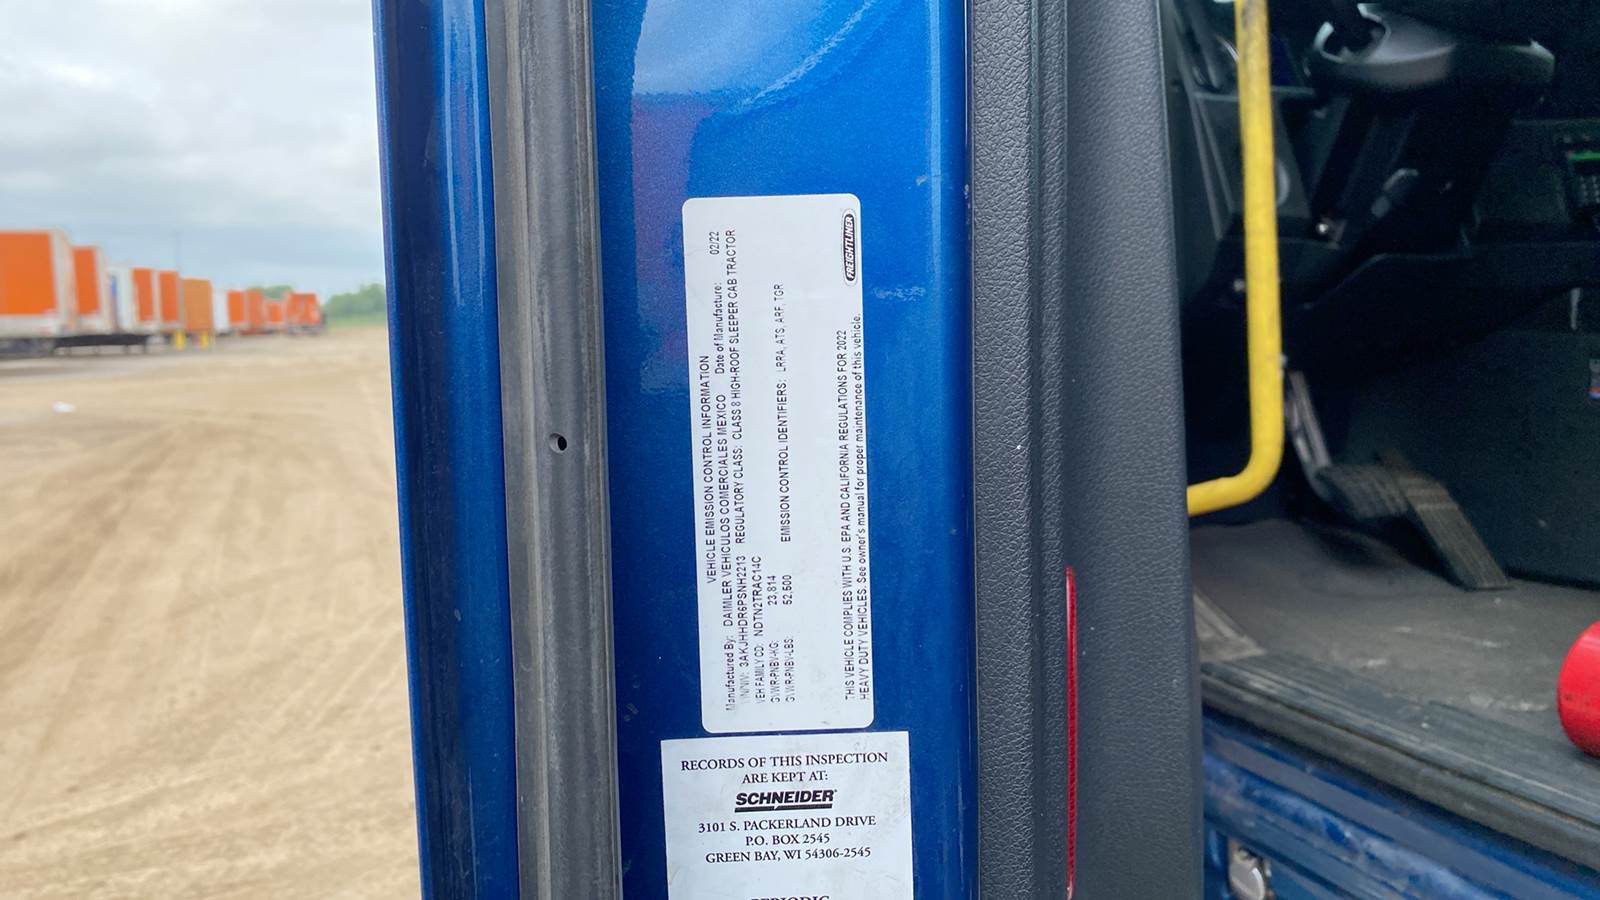 FREIGHTLINER
VEHICLE EMISSION CONTROL INFORMATION
Manufactured By: DAIMLER VEHICULOS COMERCIALES MEXICO Date of Manufacture: 02/22
3AKJHHDR6PSNH2213 REGULATORY CLASS: CLASS 8 HIGH-ROOF SLEEPER CAB TRACTOR
VEH FAMILY CD: NDTN2TRAC14C
GVWR-PNBV-KG: 23,814 EMISSION CONTROL IDENTIFIERS: LRRA, ATS, ARF, TGR
GVWR-PNBV-LBS: 52,500
THIS VEHICLE COMPLIES WITH U.S. EPA AND CALIFORNIA REGULATIONS FOR 2022
HEAVY DUTY VEHICLES. See owner's manual for proper maintenance of this vehicle.
RECORDS OF THIS INSPECTION
ARE KEPT AT:
SCHNEIDER
3101 S. PACKERLAND DRIVE
P.O. BOX 2545
GREEN BAY, WI 54306-2545
PERIODIC